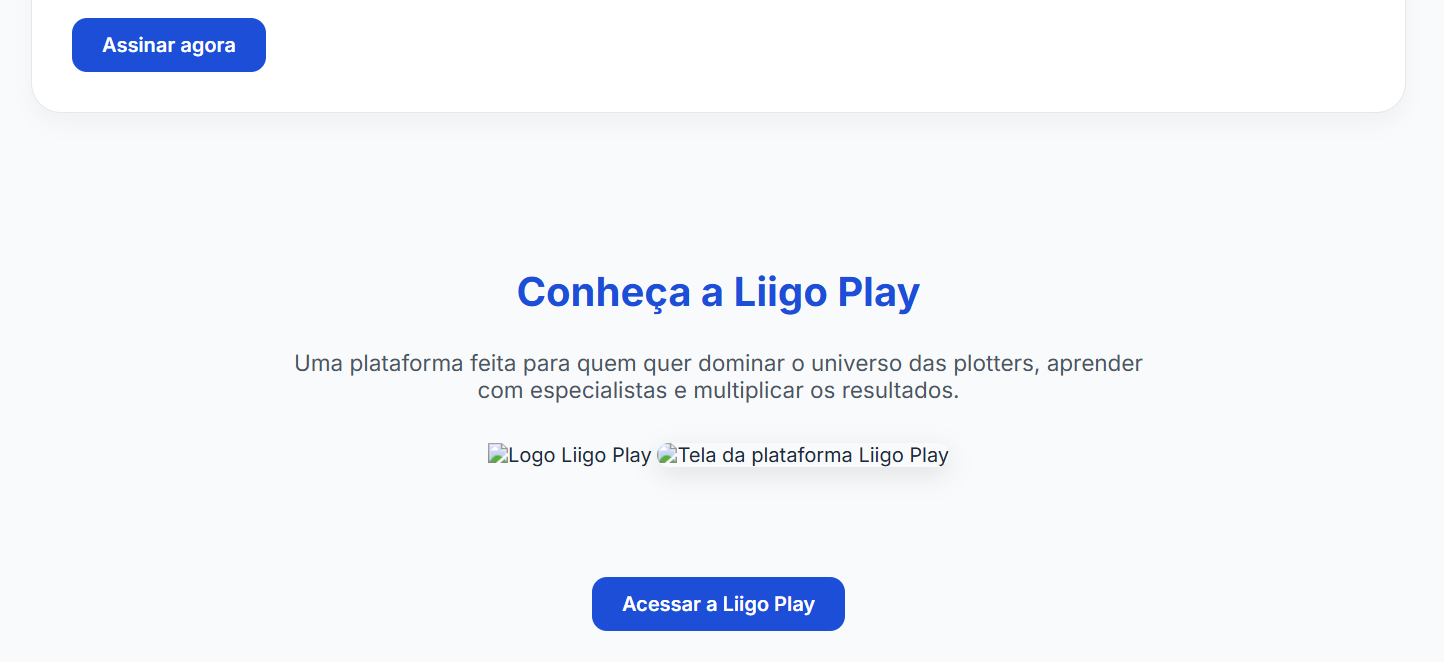 Assinar agora
Conheça a Liigo Play
Uma plataforma feita para quem quer dominar o universo das plotters, aprender
com especialistas e multiplicar os resultados.
Logo Liigo Play Tela da plataforma Liigo Play
Acessar a Liigo Play